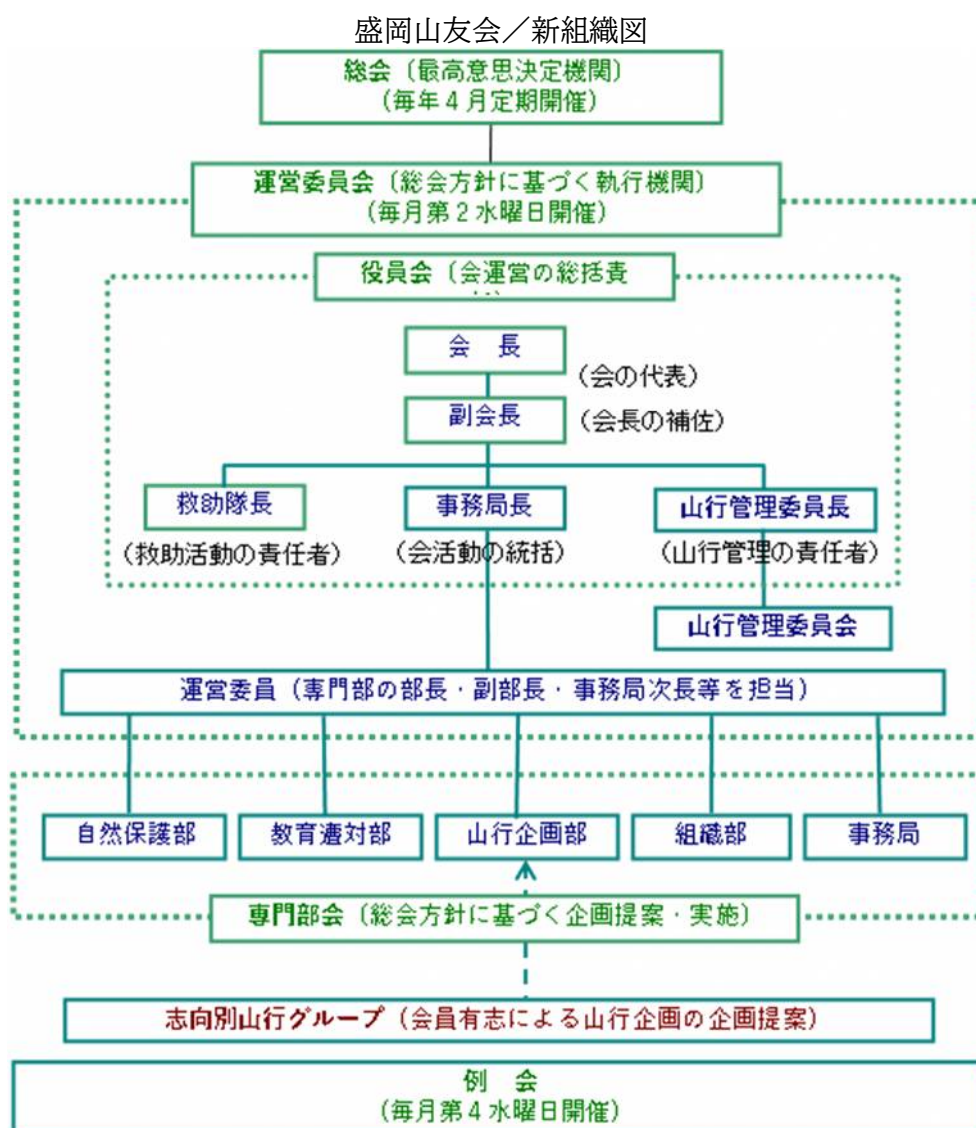 盛岡山友会／新組織図
総会（最高意思決定機関）
（毎年４月定期開催）
運営委員会（総会方針に基づく執行機関）
（毎月第２水曜日開催）
役員会（会運営の総括責
会　長
（会の代表）
副会長
（会長の補佐）
救助隊長
事務局長
山行管理委員長
（救助活動の責任者）
（会活動の統括）
（山行管理の責任者）
山行管理委員会
運営委員（専門部の部長・副部長・事務局次長等を担当）
自然保護部
教育遭対部
山行企画部
組織部
事務局
専門部会（総会方針に基づく企画提案・実施）
志向別山行グループ（会員有志による山行企画の企画提案）
例　会
（毎月第４水曜日開催）